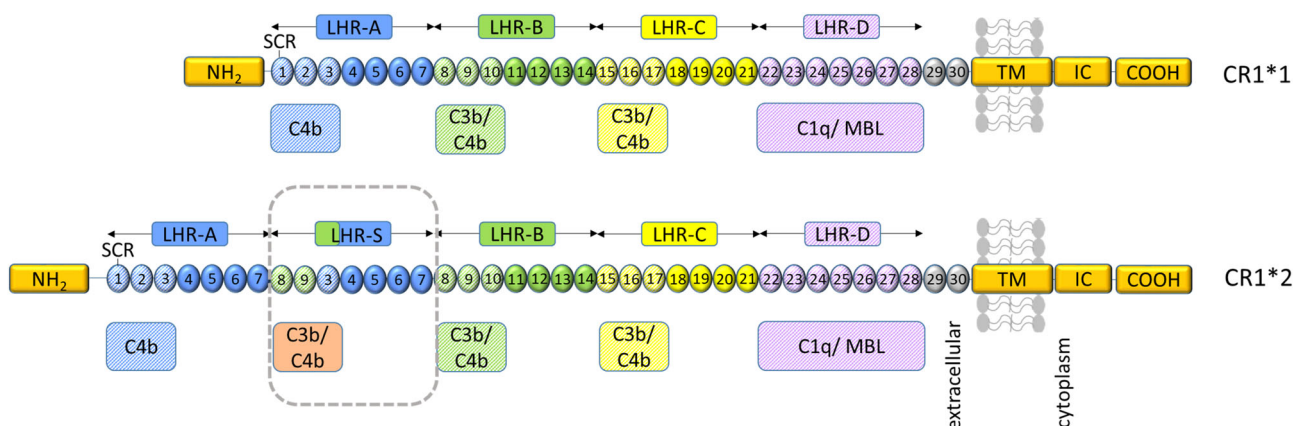 LHR-A LHR-B LHR-C LHR-D
SCR
NH₂ 1 2 3 4 5 6 7 8 9 10 11 12 13 14 15 16 17 18 19 20 21 22 23 24 25 26 27 28 29 30 TM IC COOH CR1*1
C4b C3b/ C3b/ C1q/ MBL
C4b C4b
LHR-A LHR-S LHR-B LHR-C LHR-D
SCR
NH₂ 1 2 3 4 5 6 7 8 9 3 4 5 6 7 8 9 10 11 12 13 14 15 16 17 18 19 20 21 22 23 24 25 26 27 28 29 30 TM IC COOH CR1*2
C4b C3b/ C3b/ C3b/ C1q/ MBL
C4b C4b C4b
extracellular
cytoplasm